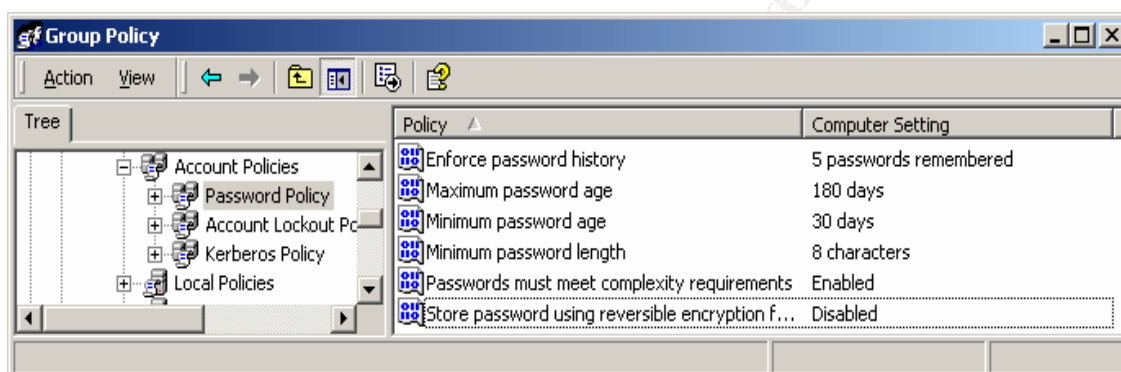 Group Policy
Action View
Tree
Policy Computer Setting
Account Policies
Password Policy
Account Lockout Pc
Kerberos Policy
Local Policies
Enforce password history 5 passwords remembered
Maximum password age 180 days
Minimum password age 30 days
Minimum password length 8 characters
Passwords must meet complexity requirements Enabled
Store password using reversible encryption f... Disabled